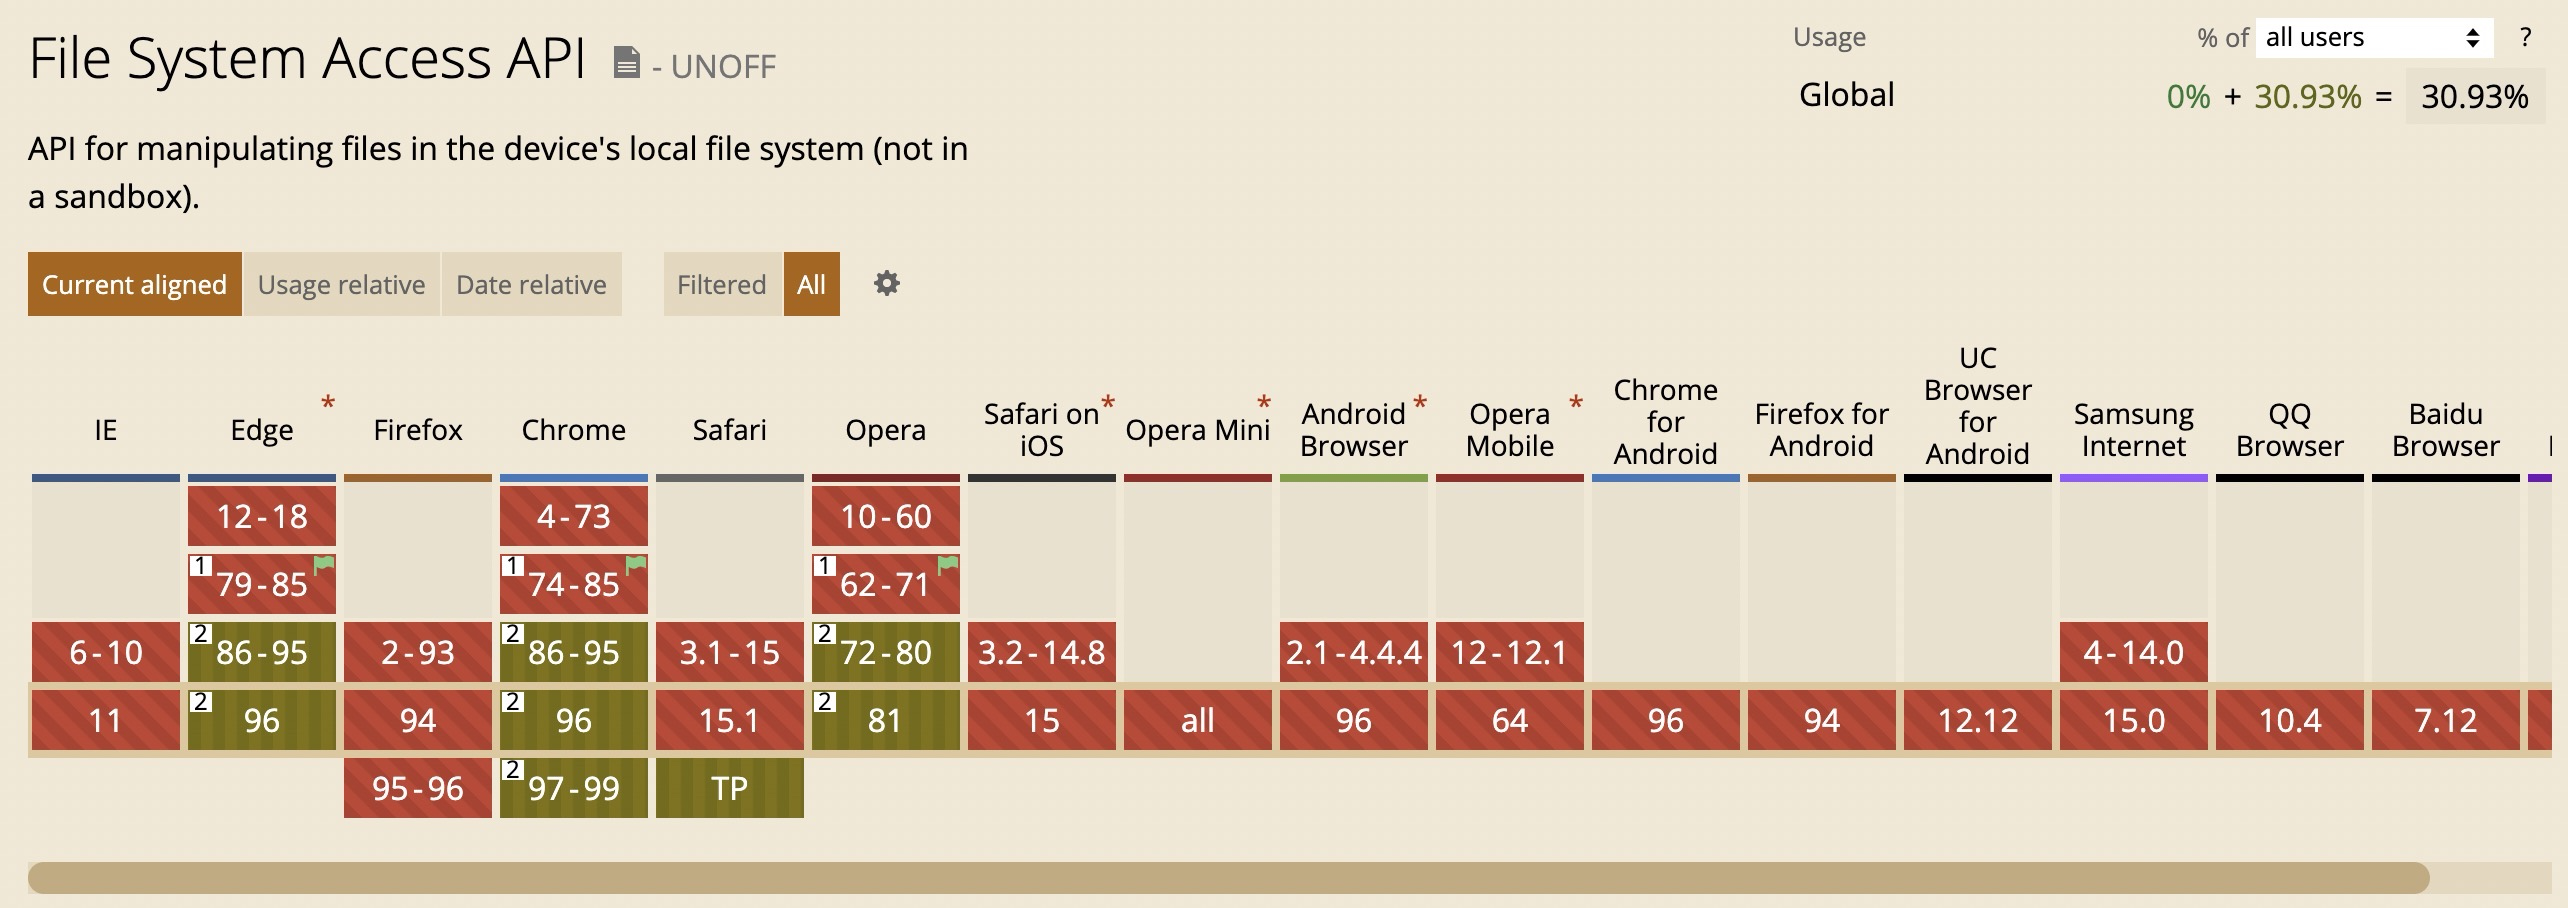 File System Access API - UNOFF
Usage % of all users ?
Global 0% + 30.93% = 30.93%
API for manipulating files in the device's local file system (not in
a sandbox).
Current aligned Usage relative Date relative Filtered All
IE
Edge *
Firefox
Chrome
Safari
Opera
Safari on *
iOS
Opera Mini *
Android *
Browser
Opera *
Mobile
Chrome
for
Android
Firefox for
Android
UC
Browser
for
Android
Samsung
Internet
QQ
Browser
Baidu
Browser
12-18 4-73 10-60
1 79-85 1 74-85 1 62-71
6-10 2 86-95 2-93 2 86-95 3.1-15 2 72-80 3.2-14.8 2.1-4.4.4 12-12.1 4-14.0
11 2 96 94 2 96 15.1 2 81 15 all 96 64 96 94 12.12 15.0 10.4 7.12
95-96 2 97-99 TP